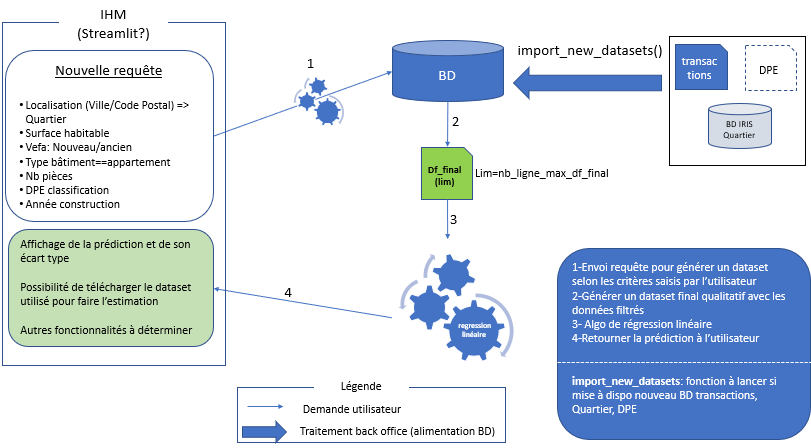 IHM
(Streamlit?)
Nouvelle requête
• Localisation (Ville/Code Postal) =>
Quartier
• Surface habitable
• Vefa: Nouveau/ancien
• Type bâtiment==appartement
• Nb pièces
• DPE classification
• Année construction
Affichage de la prédiction et de son
écart type
Possibilité de télécharger le dataset
utilisé pour faire l'estimation
Autres fonctionnalités à déterminer
1
BD
import_new_datasets()
transac
tions
DPE
BD IRIS
Quartier
2
Df_final
(lim)
Lim=nb_ligne_max_df_final
3
regression
linéaire
4
1-Envoi requête pour générer un dataset
selon les critères saisis par l'utilisateur
2-Générer un dataset final qualitatif avec les
données filtrés
3- Algo de régression linéaire
4-Retourner la prédiction à l'utilisateur
import_new_datasets: fonction à lancer si
mise à dispo nouveau BD transactions,
Quartier, DPE
Légende
Demande utilisateur
Traitement back office (alimentation BD)